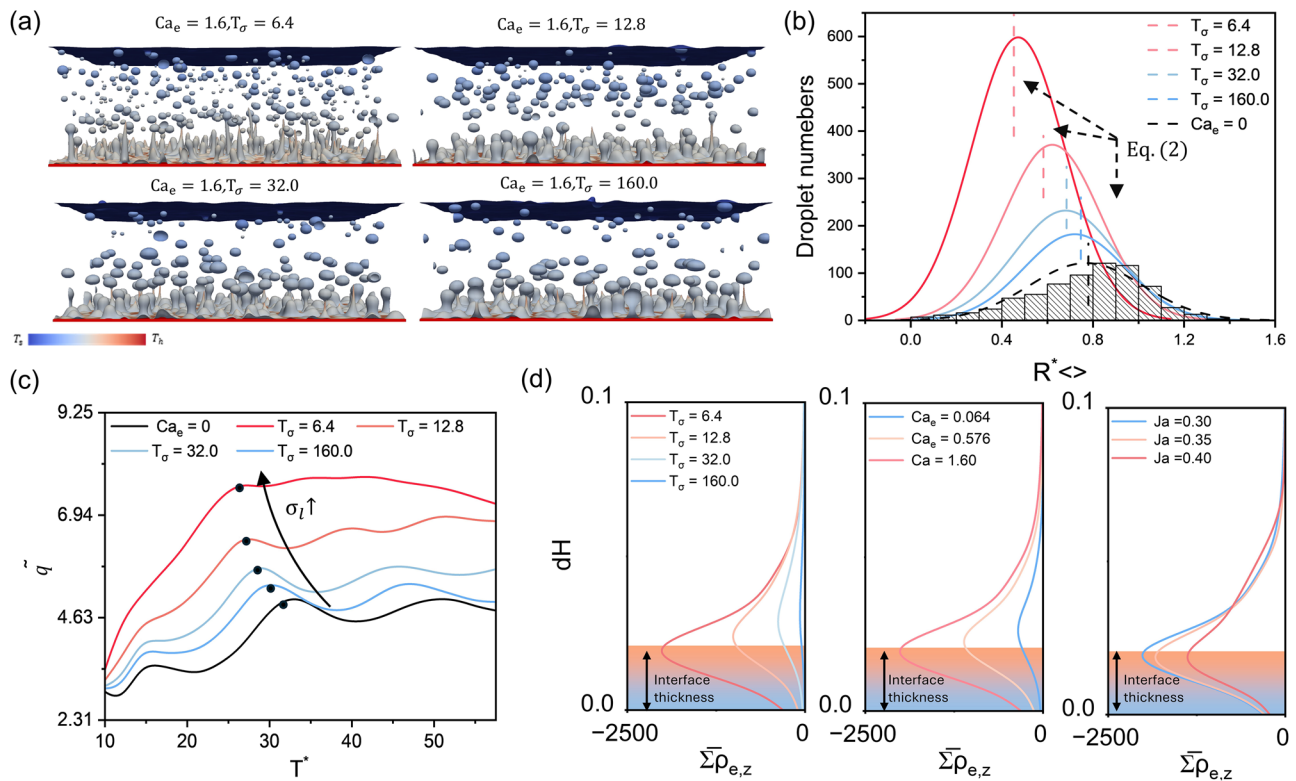 (a)
Ca_e = 1.6,T_σ = 6.4
Ca_e = 1.6,T_σ = 12.8
Ca_e = 1.6,T_σ = 32.0
Ca_e = 1.6,T_σ = 160.0
T_s
T_h
(b)
Droplet numebers
600
500
400
300
200
100
0
0.0 0.4 0.8 1.2 1.6
R*<>
T_σ = 6.4
T_σ = 12.8
T_σ = 32.0
T_σ = 160.0
Ca_e = 0
Eq. (2)
(c)
q̃
9.25
6.94
4.63
2.31
10 20 30 40 50
T*
Ca_e = 0 T_σ = 6.4 T_σ = 12.8
T_σ = 32.0 T_σ = 160.0
σ_l↑
(d)
dH
0.1
0.0
T_σ = 6.4
T_σ = 12.8
T_σ = 32.0
T_σ = 160.0
Interface
thickness
−2500 0
Σρ̄_e,z
0.1
0.0
Ca_e = 0.064
Ca_e = 0.576
Ca = 1.60
Interface
thickness
−2500 0
Σρ̄_e,z
0.1
0.0
Ja=0.30
Ja=0.35
Ja=0.40
Interface
thickness
−2500 0
Σρ̄_e,z